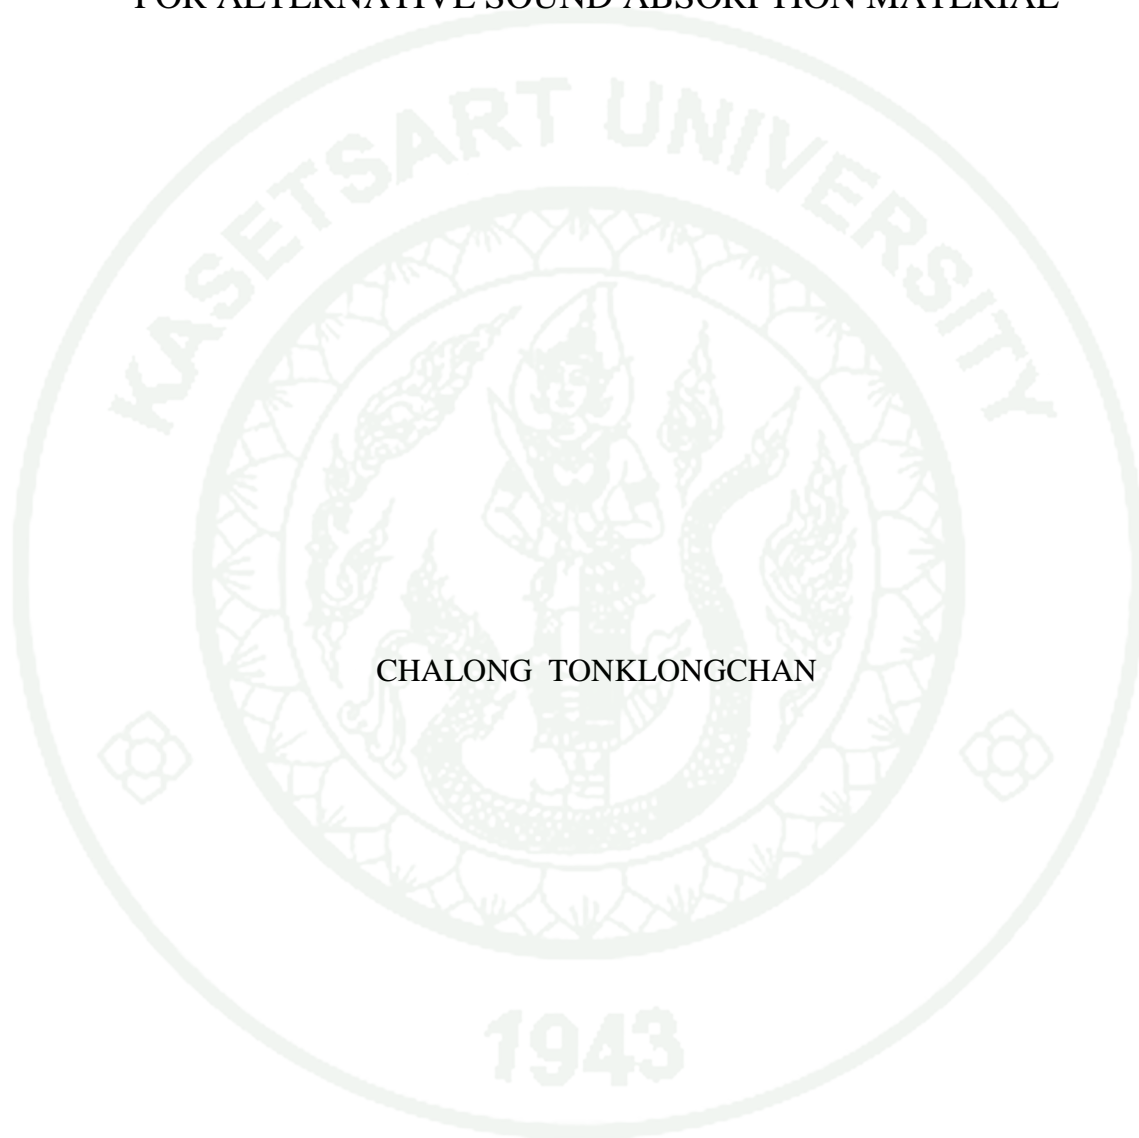 FOR ALTERNATIVE SOUND ABSORPTION MATERIAL
KASETSART UNIVERSITY
CHALONG TONKLONGCHAN
1943